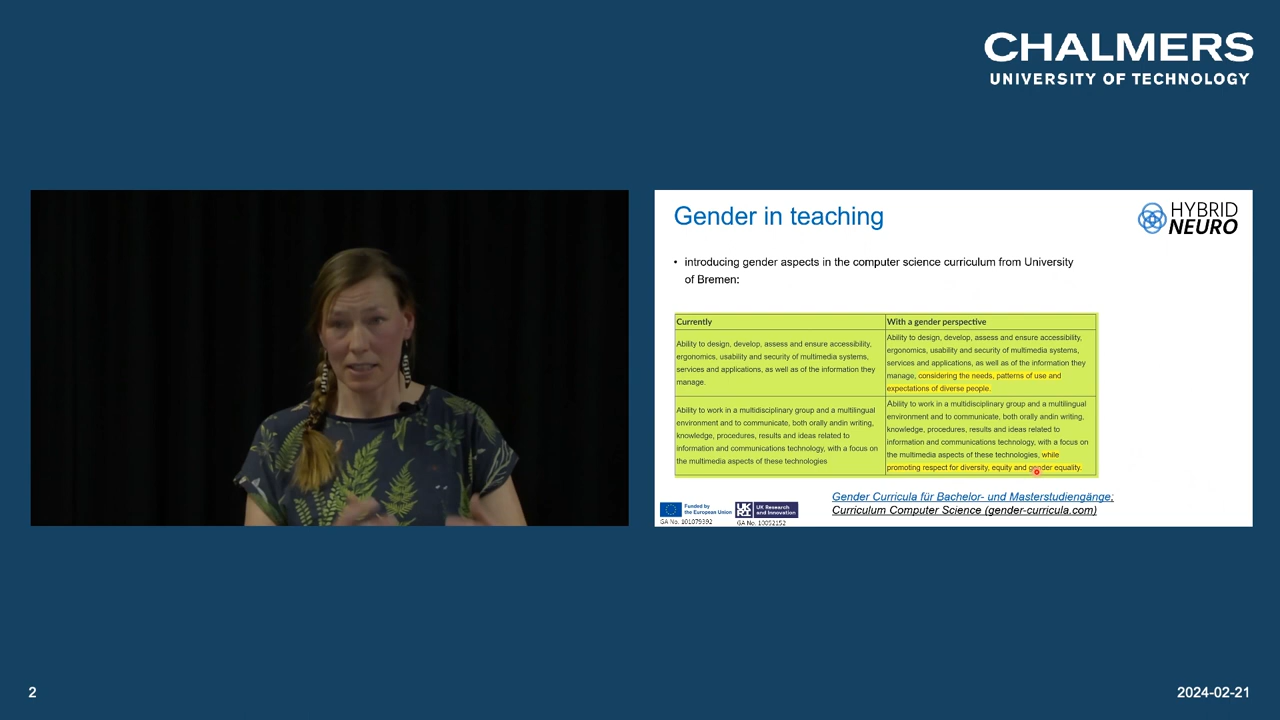 CHALMERS
UNIVERSITY OF TECHNOLOGY
Gender in teaching
HYBRID
NEURO
• introducing gender aspects in the computer science curriculum from University
of Bremen:
Currently
Ability to design, develop, assess and ensure accessibility,
ergonomics, usability and security of multimedia systems,
services and applications, as well as of the information they
manage.
Ability to work in a multidisciplinary group and a multilingual
environment and to communicate, both orally andin writing,
knowledge, procedures, results and ideas related to
information and communications technology, with a focus on
the multimedia aspects of these technologies
With a gender perspective
Ability to design, develop, assess and ensure accessibility,
ergonomics, usability and security of multimedia systems,
services and applications, as well as of the information they
manage, considering the needs, patterns of use and
expectations of diverse people.
Ability to work in a multidisciplinary group and a multilingual
environment and to communicate, both orally andin writing,
knowledge, procedures, results and ideas related to
information and communications technology, with a focus on
the multimedia aspects of these technologies, while
promoting respect for diversity, equity and gender equality.
Funded by
the European Union
GA No. 101079392
UK Research
and Innovation
GA No. 10052152
Gender Curricula für Bachelor- und Masterstudiengänge:
Curriculum Computer Science (gender-curricula.com)
2
2024-02-21